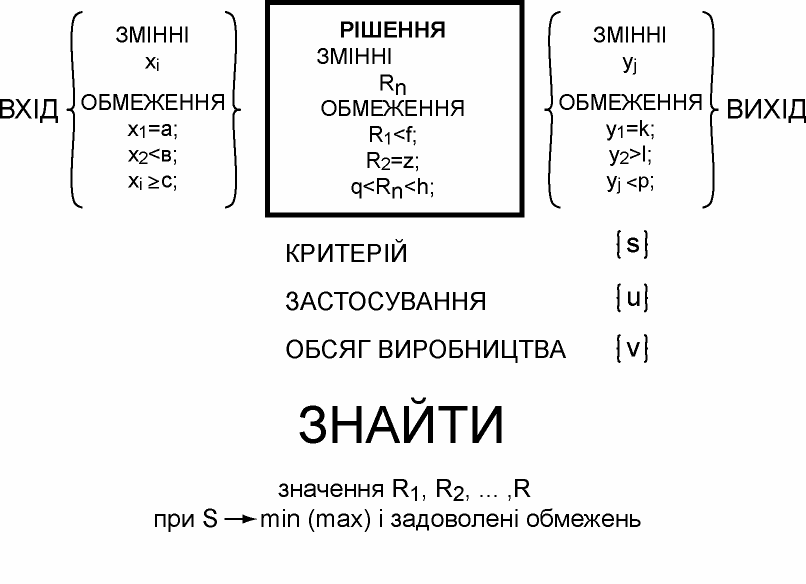 ВХІД
ЗМІННІ
xi
ОБМЕЖЕННЯ
x1=a;
x2<в;
xi ≥c;
РІШЕННЯ
ЗМІННІ
Rn
ОБМЕЖЕННЯ
R1<f;
R2=z;
q<Rn<h;
ЗМІННІ
yj
ОБМЕЖЕННЯ
y1=k;
y2>l;
yj <p;
ВИХІД
КРИТЕРІЙ {s}
ЗАСТОСУВАННЯ {u}
ОБСЯГ ВИРОБНИЦТВА {v}
ЗНАЙТИ
значення R1, R2, ... ,R
при S → min (max) і задоволені обмежень